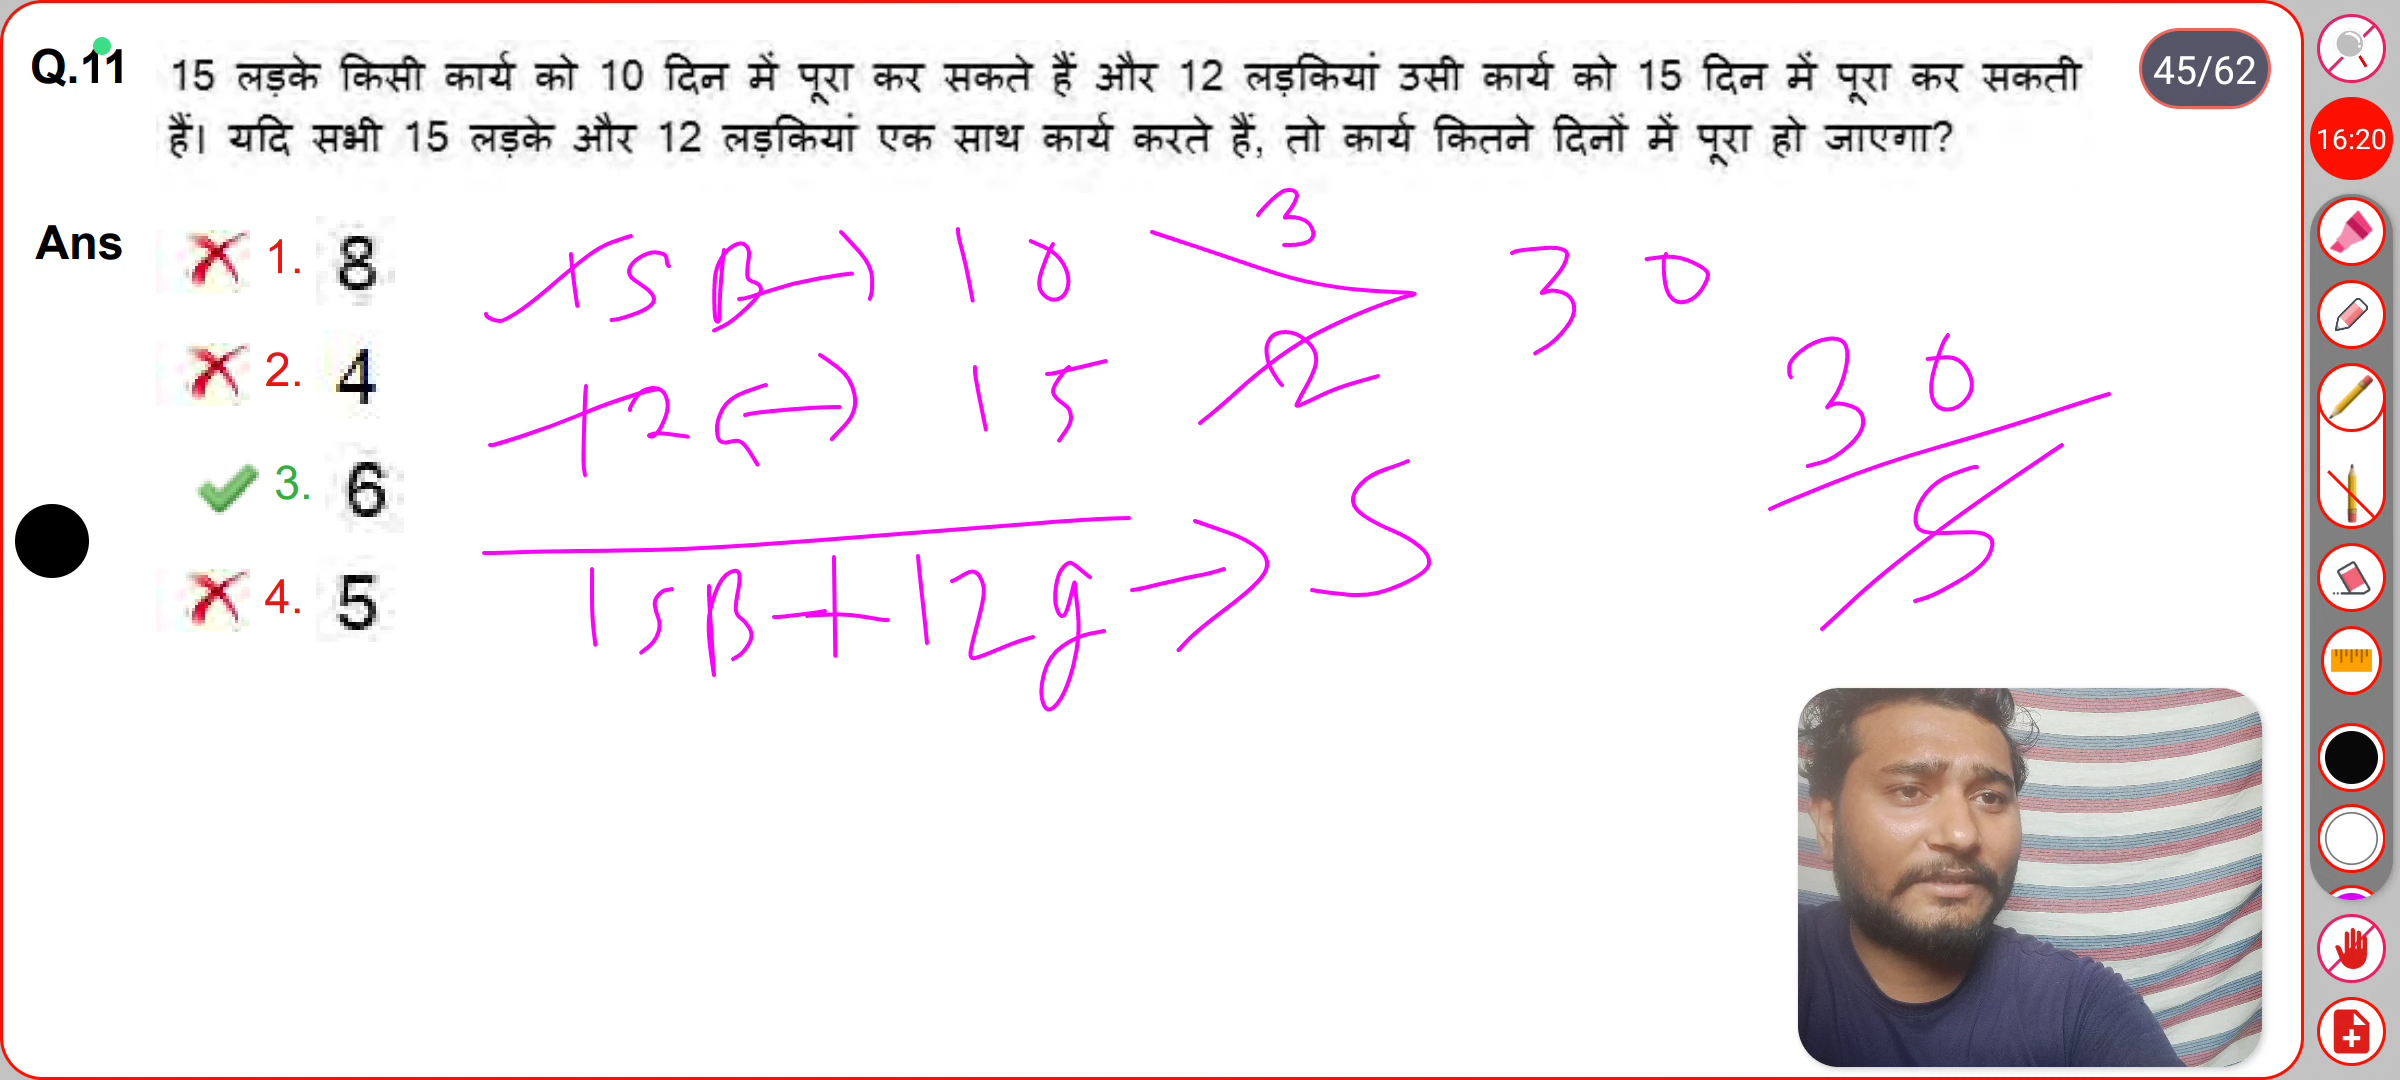 Q.11 15 लड़के किसी कार्य को 10 दिन में पूरा कर सकते हैं और 12 लड़कियां उसी कार्य को 15 दिन में पूरा कर सकती
हैं। यदि सभी 15 लड़के और 12 लड़कियां एक साथ कार्य करते हैं, तो कार्य कितने दिनों में पूरा हो जाएगा?
45/62
16:20
Ans 1. 8
2. 4
3. 6
4. 5
15B→ 10 3 30
12G→ 15 2
15B+12g→ 5
30
5